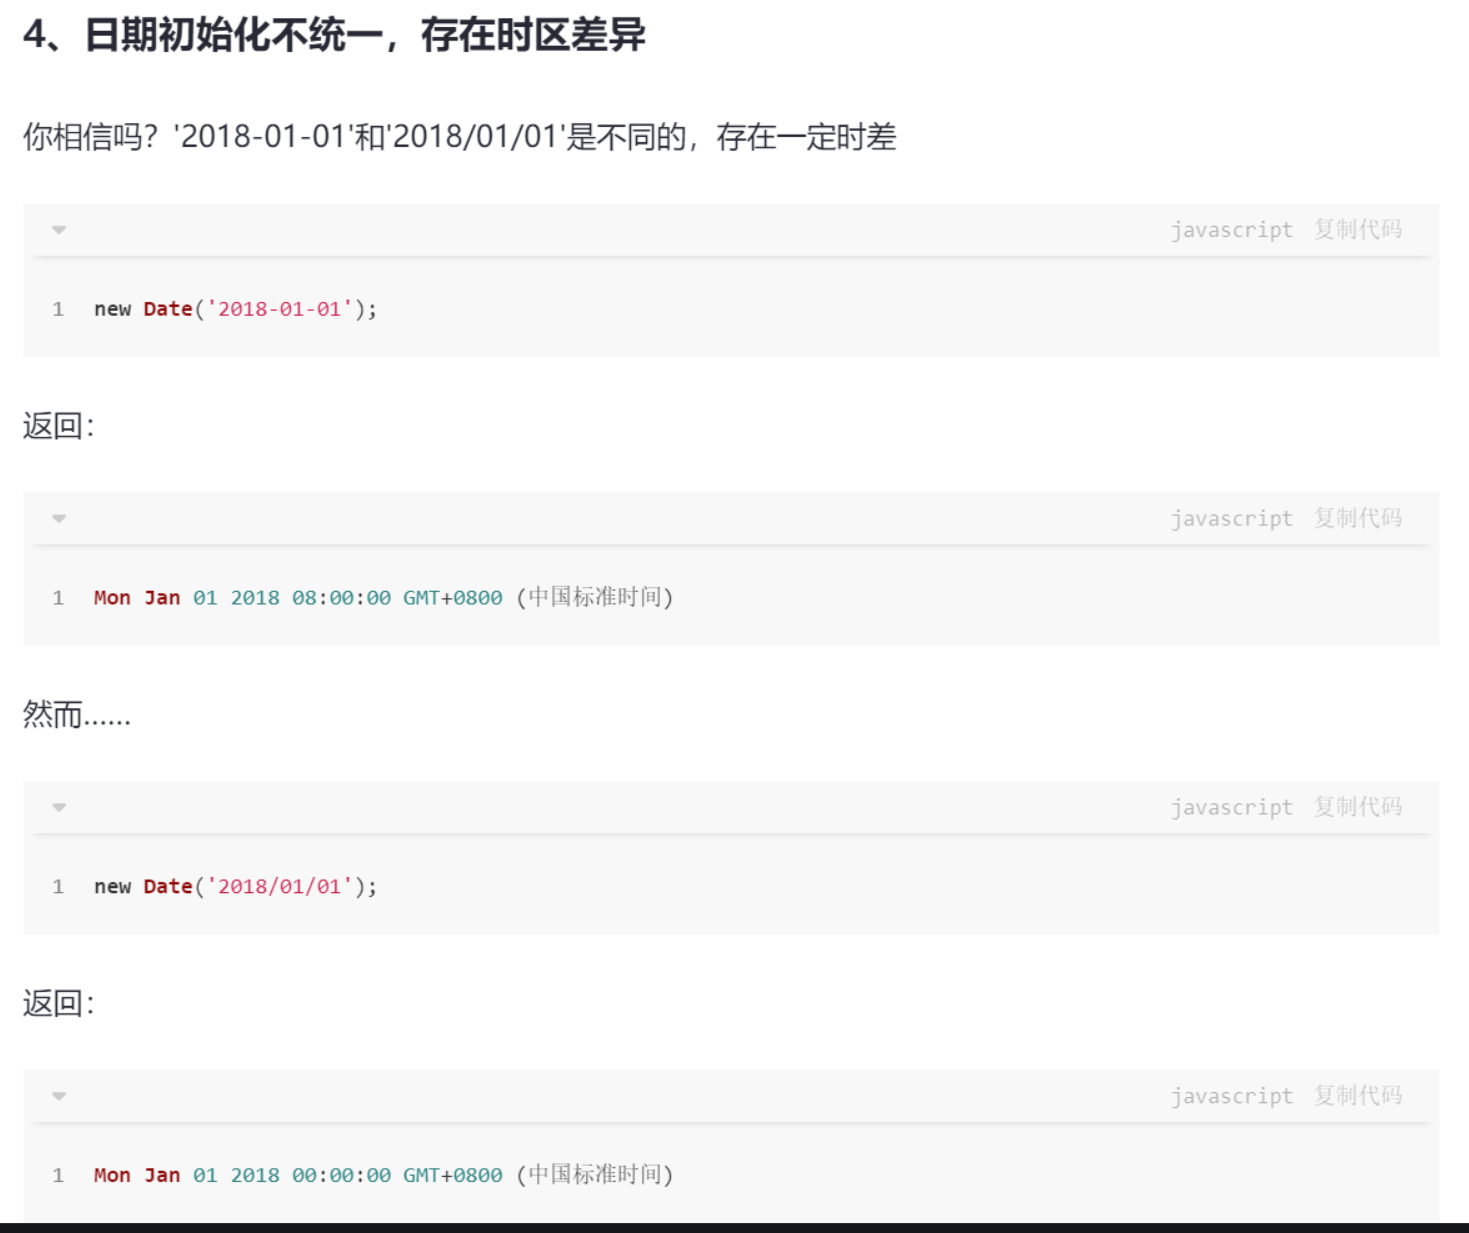 4、日期初始化不统一，存在时区差异
你相信吗？'2018-01-01'和'2018/01/01'是不同的，存在一定时差
javascript 复制代码
1 new Date('2018-01-01');
返回：
javascript 复制代码
1 Mon Jan 01 2018 08:00:00 GMT+0800 (中国标准时间)
然而......
javascript 复制代码
1 new Date('2018/01/01');
返回：
javascript 复制代码
1 Mon Jan 01 2018 00:00:00 GMT+0800 (中国标准时间)